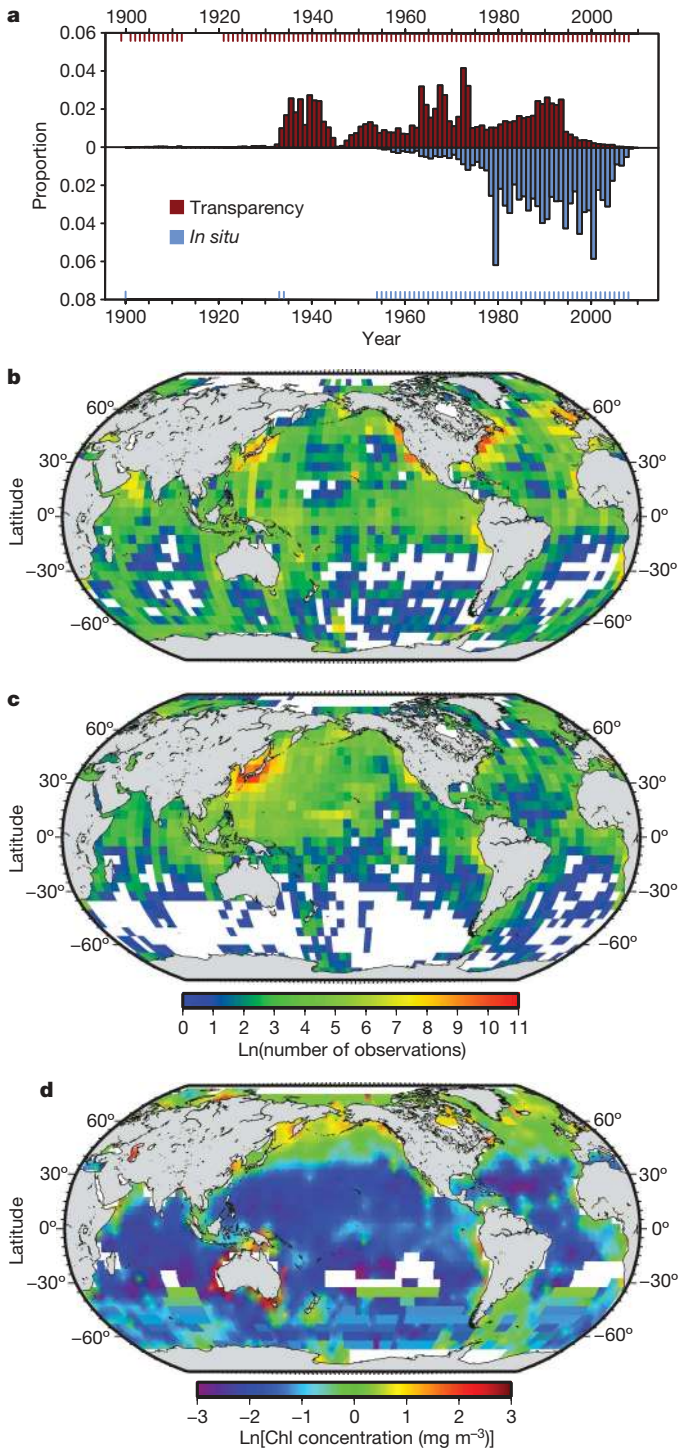 a
1900 1920 1940 1960 1980 2000
0.06
0.04
0.02
0
0.02
0.04
0.06
0.08
Proportion
Transparency
In situ
1900 1920 1940 1960 1980 2000
Year
b
60º 60º
30º 30º
0º 0º
−30º −30º
−60º −60º
Latitude
c
60º 60º
30º 30º
0º 0º
−30º −30º
−60º −60º
Latitude
0 1 2 3 4 5 6 7 8 9 10 11
Ln(number of observations)
d
60º 60º
30º 30º
0º 0º
−30º −30º
−60º −60º
Latitude
−3 −2 −1 0 1 2 3
Ln[Chl concentration (mg m⁻³)]